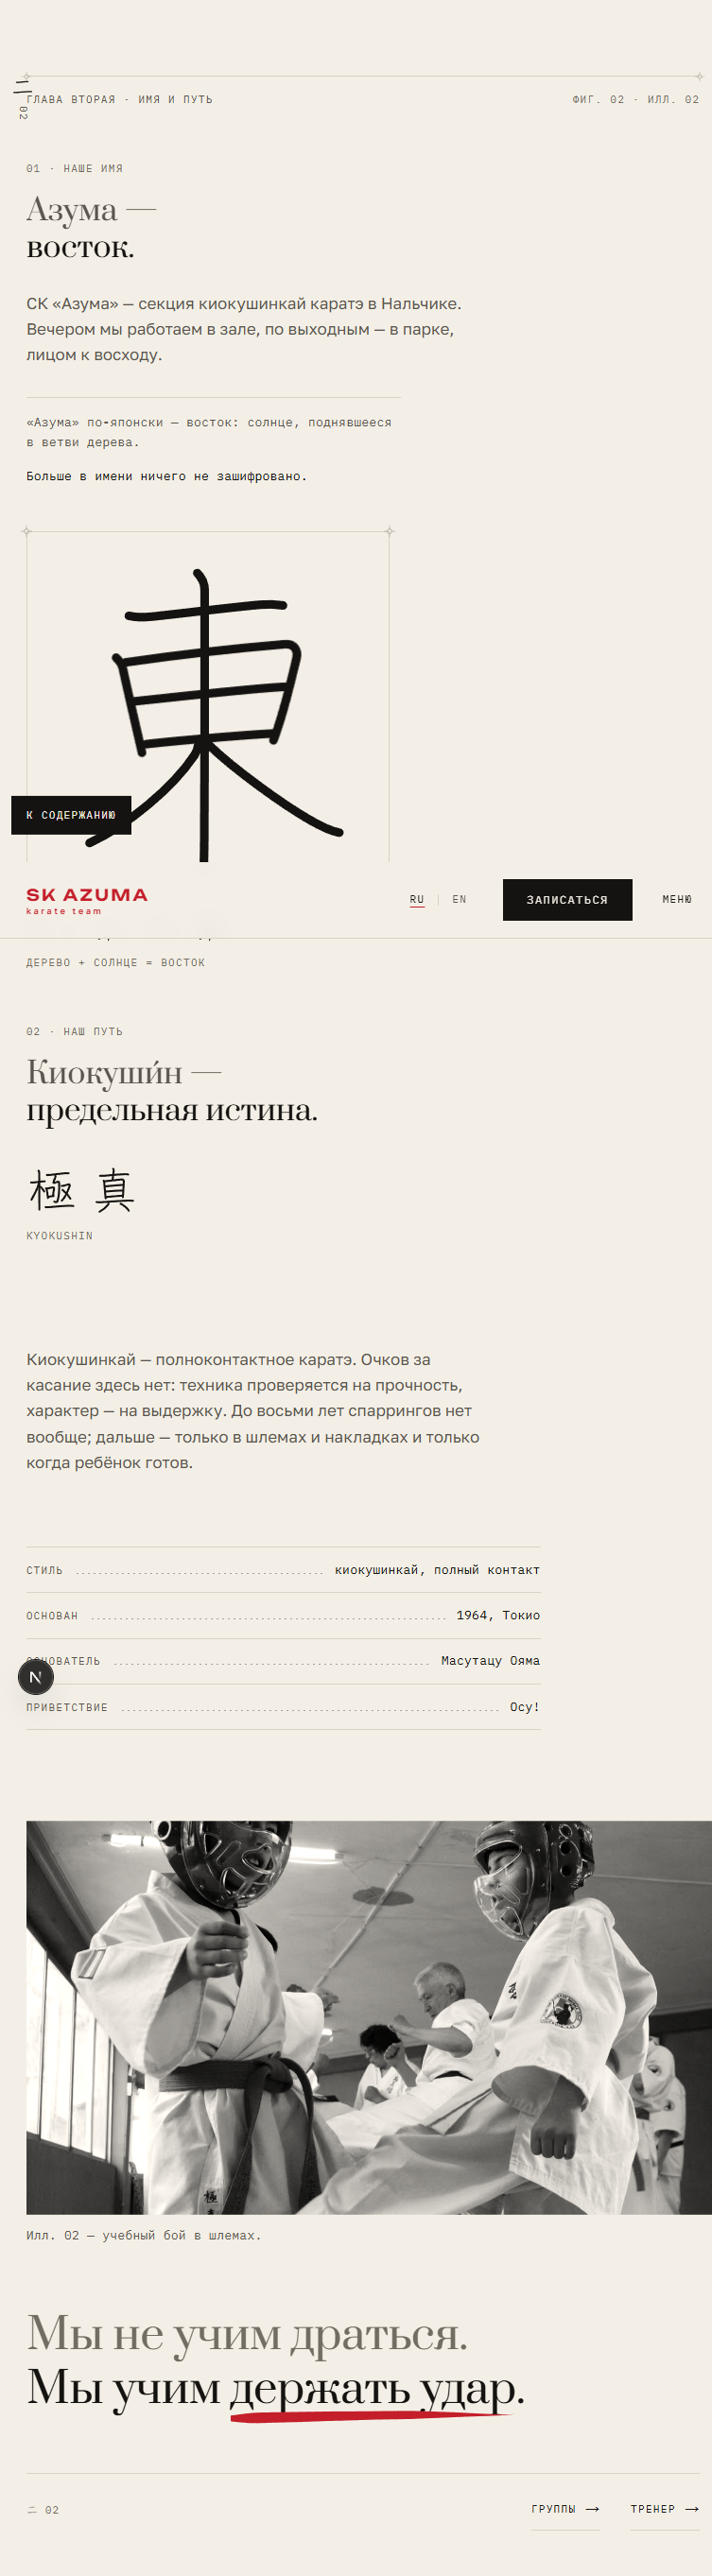 二
02
ГЛАВА ВТОРАЯ · ИМЯ И ПУТЬ
ФИГ. 02 · ИЛЛ. 02
01 · НАШЕ ИМЯ
Азума —
восток.
СК «Азума» — секция киокушинкай каратэ в Нальчике.
Вечером мы работаем в зале, по выходным — в парке,
лицом к восходу.
«Азума» по-японски — восток: солнце, поднявшееся
в ветви дерева.
Больше в имени ничего не зашифровано.
東
К СОДЕРЖАНИЮ
SK AZUMA
karate team
RU
EN
ЗАПИСАТЬСЯ
МЕНЮ
ДЕРЕВО + СОЛНЦЕ = ВОСТОК
02 · НАШ ПУТЬ
Киокуши́н —
предельная истина.
極 真
KYOKUSHIN
Киокушинкай — полноконтактное каратэ. Очков за
касание здесь нет: техника проверяется на прочность,
характер — на выдержку. До восьми лет спаррингов нет
вообще; дальше — только в шлемах и накладках и только
когда ребёнок готов.
СТИЛЬ киокушинкай, полный контакт
ОСНОВАН 1964, Токио
ОСНОВАТЕЛЬ Масутацу Ояма
N
ПРИВЕТСТВИЕ Осу!
極
Илл. 02 — учебный бой в шлемах.
Мы не учим драться.
Мы учим держать удар.
二 02
ГРУППЫ →
ТРЕНЕР →